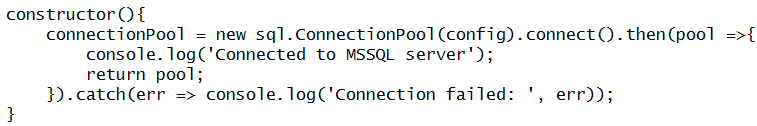 constructor(){
    connectionPool = new sql.ConnectionPool(config).connect().then(pool =>{
        console.log('Connected to MSSQL server');
        return pool;
    }).catch(err => console.log('Connection failed: ', err));
}